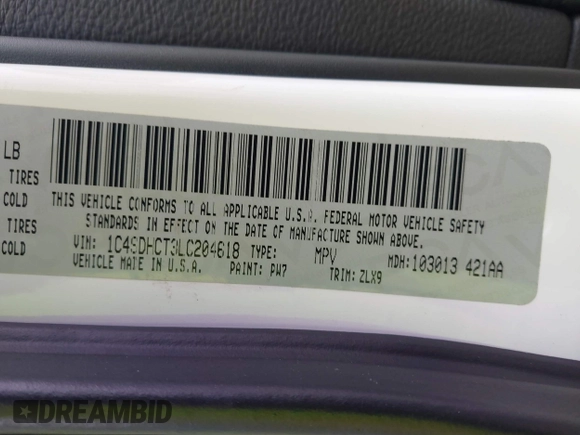 LB
TIRES
COLD
TIRES
COLD
THIS VEHICLE CONFORMS TO ALL APPLICABLE U.S.A. FEDERAL MOTOR VEHICLE SAFETY
STANDARDS IN EFFECT ON THE DATE OF MANUFACTURE SHOWN ABOVE.
VIN: 1C4SDHCT3LC204618 TYPE: MPV MDH: 103013 421AA
VEHICLE MADE IN U.S.A. PAINT: PW7 TRIM: ZLX9
DREAMBID